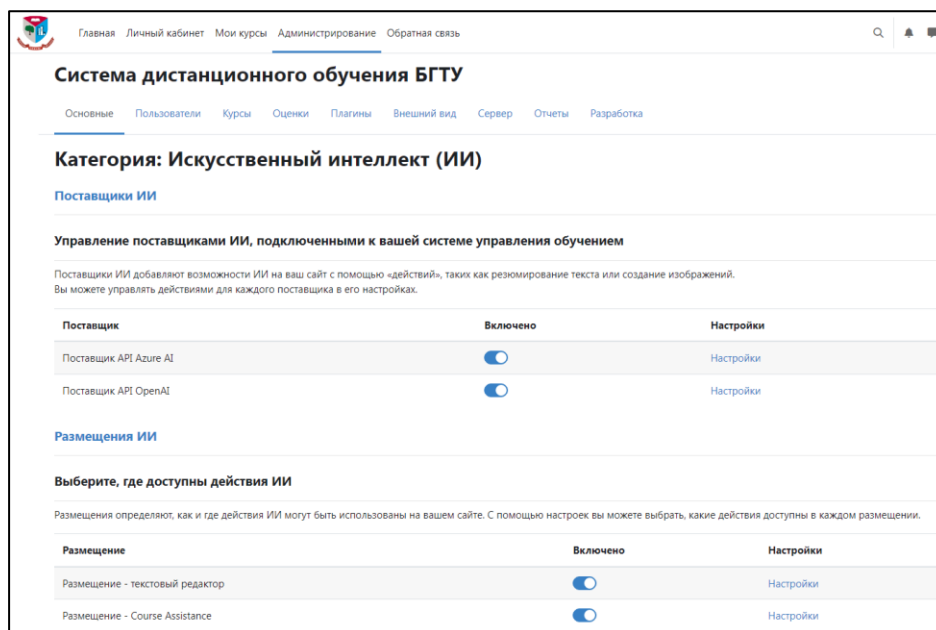 Главная Личный кабинет Мои курсы Администрирование Обратная связь
Система дистанционного обучения БГТУ
Основные Пользователи Курсы Оценки Плагины Внешний вид Сервер Отчеты Разработка
Категория: Искусственный интеллект (ИИ)
Поставщики ИИ
Управление поставщиками ИИ, подключенными к вашей системе управления обучением
Поставщики ИИ добавляют возможности ИИ на ваш сайт с помощью «действий», таких как резюмирование текста или создание изображений.
Вы можете управлять действиями для каждого поставщика в его настройках.
Поставщик Включено Настройки
Поставщик API Azure AI Настройки
Поставщик API OpenAI Настройки
Размещения ИИ
Выберите, где доступны действия ИИ
Размещения определяют, как и где действия ИИ могут быть использованы на вашем сайте. С помощью настроек вы можете выбрать, какие действия доступны в каждом размещении.
Размещение Включено Настройки
Размещение - текстовый редактор Настройки
Размещение - Course Assistance Настройки